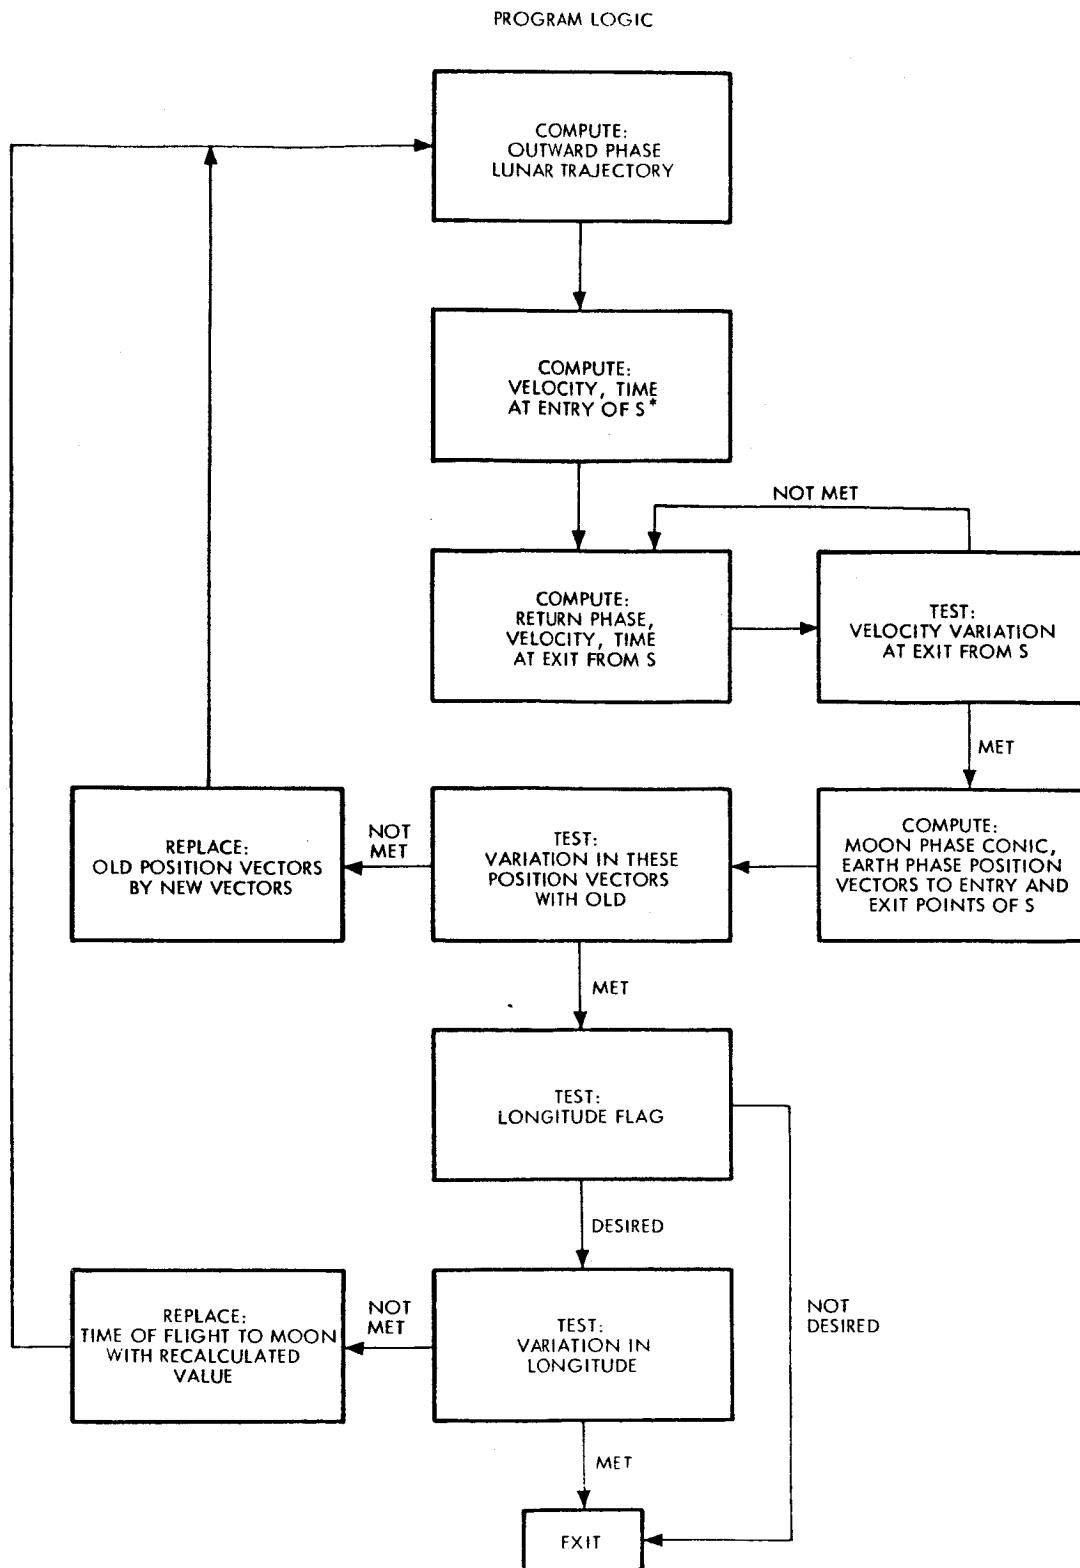 PROGRAM LOGIC
COMPUTE:
OUTWARD PHASE
LUNAR TRAJECTORY
COMPUTE:
VELOCITY, TIME
AT ENTRY OF S*
NOT MET
COMPUTE:
RETURN PHASE,
VELOCITY, TIME
AT EXIT FROM S
TEST:
VELOCITY VARIATION
AT EXIT FROM S
MET
REPLACE:
OLD POSITION VECTORS
BY NEW VECTORS
NOT
MET
TEST:
VARIATION IN THESE
POSITION VECTORS
WITH OLD
COMPUTE:
MOON PHASE CONIC,
EARTH PHASE POSITION
VECTORS TO ENTRY AND
EXIT POINTS OF S
MET
TEST:
LONGITUDE FLAG
DESIRED
NOT
DESIRED
REPLACE:
TIME OF FLIGHT TO MOON
WITH RECALCULATED
VALUE
NOT
MET
TEST:
VARIATION IN
LONGITUDE
MET
EXIT